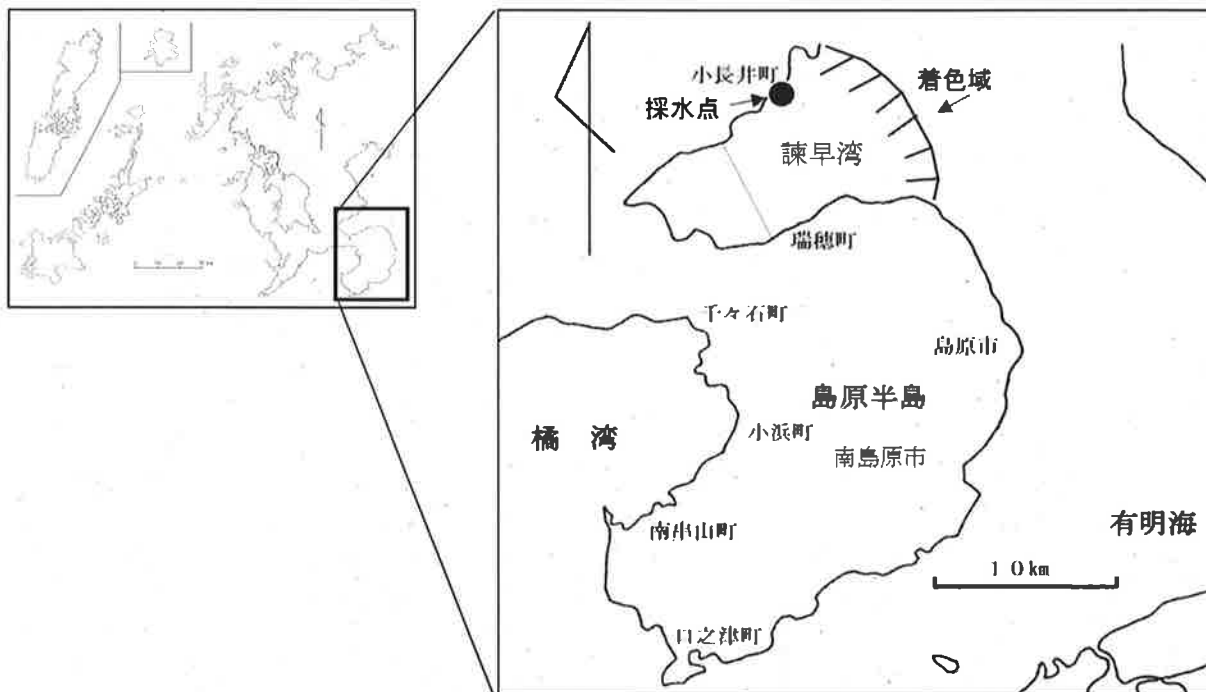 小長井町
着色域
採水点
諫早湾
瑞穂町
千々石町
島原市
島原半島
橘 湾
小浜町
南島原市
南串山町
有明海
10km
口之津町